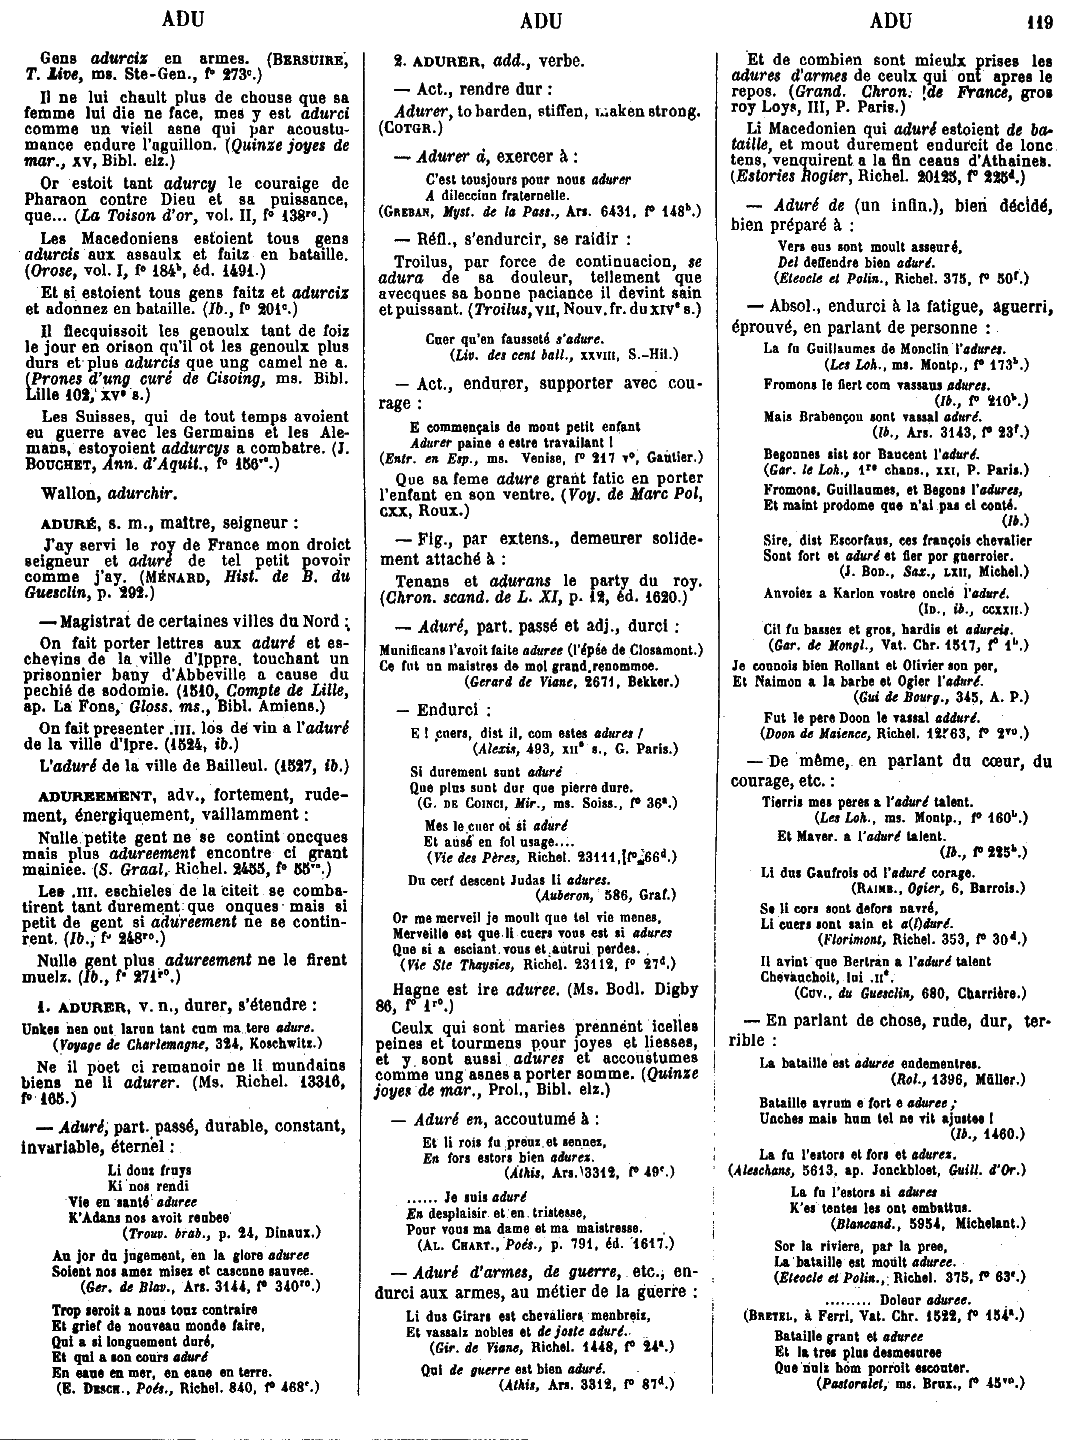 ADU
ADU
ADU 119
Gens adurciz en armes. (BERSUIRE,
T. Live, ms. Ste-Gen., f° 273ᶜ.)
Il ne lui chault plus de chouse que sa
femme lui die ne face, mes y est adurci
comme un vieil asne qui par acoustu-
mance endure l'aguillon. (Quinze joyes de
mar., XV, Bibl. elz.)
Or estoit tant adurcy le couraige de
Pharaon contre Dieu et sa puissance,
que... (La Toison d'or, vol. II, f° 138ʳᵒ.)
Les Macedoniens estoient tous gens
adurcis aux assaulx et faitz en bataille.
(Orose, vol. I, f° 184ᵇ, éd. 1491.)
Et si estoient tous gens faitz et adurciz
et adonnez en bataille. (Ib., f° 201ᶜ.)
Il flecquissoit les genoulx tant de foiz
le jour en orison qu'il ot les genoulx plus
durs et plus adurcis que ung camel ne a.
(Prones d'ung curé de Cisoing, ms. Bibl.
Lille 102, XVᵉ s.)
Les Suisses, qui de tout temps avoient
eu guerre avec les Germains et les Ale-
mans, estoyoient addurcys a combatre. (J.
BOUCHET, Ann. d'Aquit., f° 156ᵛᵒ.)
Wallon, adurchir.
ADURÉ, s. m., maître, seigneur :
J'ay servi le roy de France mon droict
seigneur et aduré de tel petit povoir
comme j'ay. (MÉNARD, Hist. de B. du
Guesclin, p. 292.)
— Magistrat de certaines villes du Nord :
On fait porter lettres aux aduré et es-
chevins de la ville d'Ippre. touchant un
prisonnier bany d'Abbeville a cause du
pechié de sodomie. (1510, Compte de Lille,
ap. La Fons, Gloss. ms., Bibl. Amiens.)
On fait presenter .III. los de vin a l'aduré
de la ville d'Ipre. (1524, ib.)
L'aduré de la ville de Bailleul. (1527, ib.)
ADUREEMENT, adv., fortement, rude-
ment, énergiquement, vaillamment :
Nulle petite gent ne se contint oncques
mais plus adureement encontre ci grant
mainiee. (S. Graal, Richel. 2455, f° 55ᵛᵒ.)
Les .III. eschieles de la citeit se comba-
tirent tant durement que onques mais si
petit de gent si adureement ne se contin-
rent. (Ib., f° 248ʳᵒ.)
Nulle gent plus adureement ne le firent
muelz. (Ib., f° 271ʳᵒ.)
1. ADURER, v. n., durer, s'étendre :
Unkes nen out larun tant cum ma tere adure.
(Voyage de Charlemagne, 324, Koschwitz.)
Ne il poet ci remanoir ne li mundains
biens ne li adurer. (Ms. Richel. 13316,
f° 165.)
— Aduré, part. passé, durable, constant,
invariable, éternel :
Li douz fruys
Ki nos rendi
Vie en santé aduree
K'Adans nos avoit reubee
(Trouv. brab., p. 24, Dinaux.)
Au jor du jugement, en la glore aduree
Soient nos amez misez et cascune sauvee.
(Ger. de Blav., Ars. 3144, f° 340ʳᵒ.)
Trop seroit a nous touz contraire
Et grief de nouveau monde faire,
Qui a si longuement duré,
Et qui a son cours aduré
En eaue en mer, en eaue en terre.
(E. DESCH., Poés., Richel. 840, f° 468ᶜ.)
2. ADURER, add., verbe.
— Act., rendre dur :
Adurer, to harden, stiffen, maken strong.
(COTGR.)
— Adurer à, exercer à :
C'est tousjours pour nous adurer
A dileccion fraternelle.
(GREBAN, Myst. de la Pass., Ars. 6431, f° 148ᵇ.)
— Réfl., s'endurcir, se raidir :
Troilus, par force de continuacion, se
adura de sa douleur, tellement que
avecques sa bonne paciance il devint sain
et puissant. (Troilus, VII, Nouv. fr. du XIVᵉ s.)
Cuer qu'en fausseté s'adure.
(Liv. des cent ball., XXVIII, S.-Hil.)
— Act., endurer, supporter avec cou-
rage :
E commençais de mont petit enfant
Adurer paine e estre travaillant !
(Entr. en Esp., ms. Venise, f° 217 v°, Gautier.)
Que sa feme adure grant fatic en porter
l'enfant en son ventre. (Voy. de Marc Pol,
CXX, Roux.)
— Fig., par extens., demeurer solide-
ment attaché à :
Tenans et adurans le party du roy.
(Chron. scand. de L. XI, p. 12, éd. 1620.)
— Aduré, part. passé et adj., durci :
Munificans l'avoit faite aduree (l'épée de Closamont.)
Ce fut un maistres de mol grand renommee.
(Gerard de Viane, 2671, Bekker.)
— Endurci :
E ! cuers, dist il, com estes adurez !
(Alexis, 493, XIIᵉ s., G. Paris.)
Si durement sunt aduré
Que plus sunt dur que pierre dure.
(G. DE COINCI, Mir., ms. Soiss., f° 36ᵃ.)
Mes le cuer ot si aduré
Et ausé en fol usage....
(Vie des Pères, Richel. 23111, f° 66ᵈ.)
Du cerf descent Judas li adures.
(Auberon, 586, Graf.)
Or me merveil je moult que tel vie menes,
Merveille est que li cuers vous est si adures
Que si a esciant vous et autrui perdes.
(Vie Ste Thaysies, Richel. 23112, f° 27ᵈ.)
Hagne est ire aduree. (Ms. Bodl. Digby
86, f° 1ʳᵒ.)
Ceulx qui sont maries prennent icelles
peines et tourmens pour joyes et liesses,
et y sont aussi adures et accoustumes
comme ung asnes a porter somme. (Quinze
joyes de mar., Prol., Bibl. elz.)
— Aduré en, accoutumé à :
Et li rois fu preuz et sennez,
En fors estors bien adurez.
(Athis, Ars. 3312, f° 49ᶜ.)
...... Je suis aduré
En desplaisir et en tristesse,
Pour vous ma dame et ma maistresse.
(AL. CHART., Poés., p. 791, éd. 1617.)
— Aduré d'armes, de guerre, etc., en-
durci aux armes, au métier de la guerre :
Li dus Girars est chevaliers menbreiz,
Et vassalz nobles et de joste aduré.
(Gir. de Viane, Richel. 1448, f° 24ᵃ.)
Qui de guerre est bien aduré.
(Athis, Ars. 3312, f° 87ᵈ.)
Et de combien sont mieulx prises les
adures d'armes de ceulx qui ont apres le
repos. (Grand. Chron. de France, gros
roy Loys, III, P. Paris.)
Li Macedonien qui aduré estoient de ba-
taille, et mout durement endurcit de lonc
tens, venquirent a la fin ceaus d'Athaines.
(Estories Rogier, Richel. 20125, f° 225ᵈ.)
— Aduré de (un infin.), bien décidé,
bien préparé à :
Vers eus sont moult asseuré,
Del deffendre bien aduré.
(Eteocle et Polin., Richel. 375, f° 50ᶠ.)
— Absol., endurci à la fatigue, aguerri,
éprouvé, en parlant de personne :
La fu Guillaumes de Monclin l'adures.
(Les Loh., ms. Montp., f° 173ᵇ.)
Fromons le fiert com vassaus adures.
(Ib., f° 210ᵇ.)
Mais Brabençou sont vassal aduré.
(Ib., Ars. 3143, f° 23ᶠ.)
Begonnes sist sor Baucent l'aduré.
(Gar. le Loh., 1ʳᵉ chans., XXI, P. Paris.)
Fromons, Guillaumes, et Begons l'adures,
Et maint prodome que n'ai pas ci conté.
(Ib.)
Sire, dist Escorfaus, ces françois chevalier
Sont fort et aduré et fier por guerroier.
(J. BOD., Sax., LXII, Michel.)
Anvoiez a Karlon vostre oncle l'aduré.
(ID., ib., CCXXII.)
Cil fu bassez et gros, hardis et adureis.
(Gar. de Mongl., Vat. Chr. 1517, f° 1ᵇ.)
Je connois bien Rollant et Olivier son per,
Et Naimon a la barbe et Ogier l'aduré.
(Gui de Bourg., 345, A. P.)
Fut le pere Doon le vassal adduré.
(Doon de Maience, Richel. 12563, f° 2ᵛᵒ.)
— De même, en parlant du cœur, du
courage, etc. :
Tierris mes peres a l'aduré talent.
(Les Loh., ms. Montp., f° 160ᵇ.)
Et Maver. a l'aduré talent.
(Ib., f° 225ᵇ.)
Li dus Gaufrois od l'aduré corage.
(RAIMB., Ogier, 6, Barrois.)
Se li cors sont defors navré,
Li cuers sont sain et a(l)duré.
(Florimont, Richel. 353, f° 30ᵈ.)
Il avint que Bertran a l'aduré talent
Chevauchoit, lui .IIᵉ.
(CUV., du Guesclin, 680, Charrière.)
— En parlant de chose, rude, dur, ter-
rible :
La bataille est aduree endementres.
(Rol., 1396, Müller.)
Bataille avrum e fort e aduree ;
Unches mais hum tel ne vit ajustee !
(Ib., 1460.)
La fu l'estors et fors et adurez.
(Aleschans, 5613, ap. Jonckbloet, Guill. d'Or.)
La fu l'estors si adures
K'es tentes les ont embattus.
(Blancand., 5954, Michelant.)
Sor la riviere, par la pree,
La bataille est moult aduree.
(Eteocle et Polin., Richel. 375, f° 63ᶜ.)
......... Doleur aduree.
(BRETEL, à Ferri, Vat. Chr. 1522, f° 154ᵃ.)
Bataille grant et aduree
Et la tres plus desmesuree
Que nulz hom porroit escouter.
(Pastoralet, ms. Brux., f° 45ᵛᵒ.)